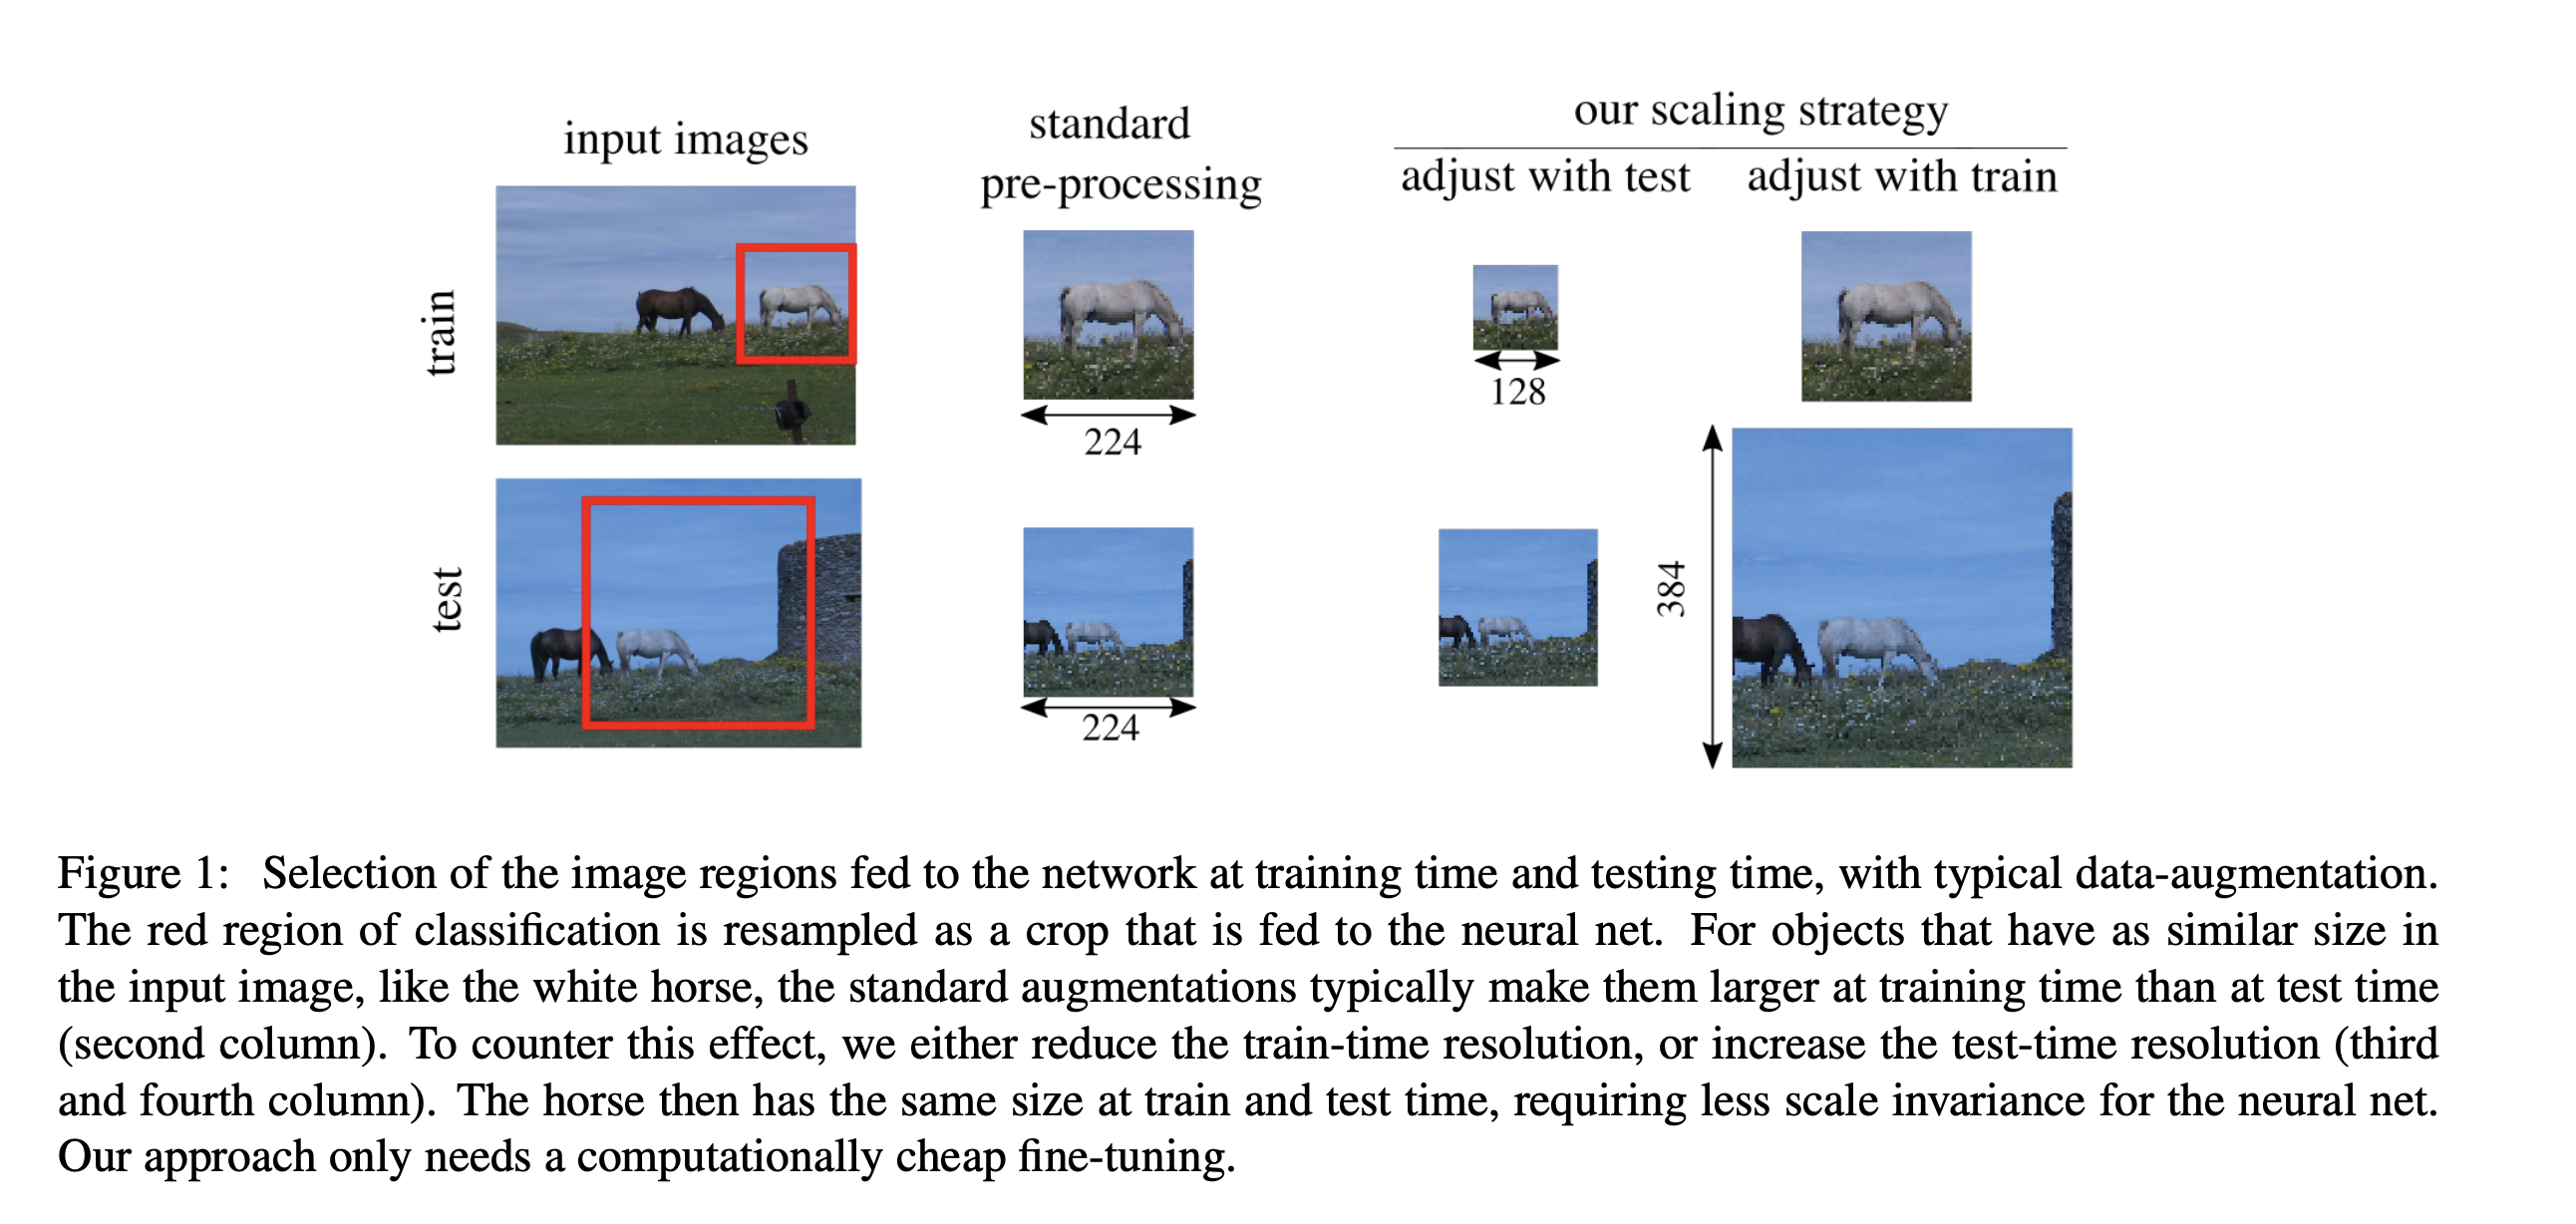 input images
standard
pre-processing
our scaling strategy
adjust with test
adjust with train
train
128
224
test
384
224
Figure 1: Selection of the image regions fed to the network at training time and testing time, with typical data-augmentation.
The red region of classification is resampled as a crop that is fed to the neural net. For objects that have as similar size in
the input image, like the white horse, the standard augmentations typically make them larger at training time than at test time
(second column). To counter this effect, we either reduce the train-time resolution, or increase the test-time resolution (third
and fourth column). The horse then has the same size at train and test time, requiring less scale invariance for the neural net.
Our approach only needs a computationally cheap fine-tuning.